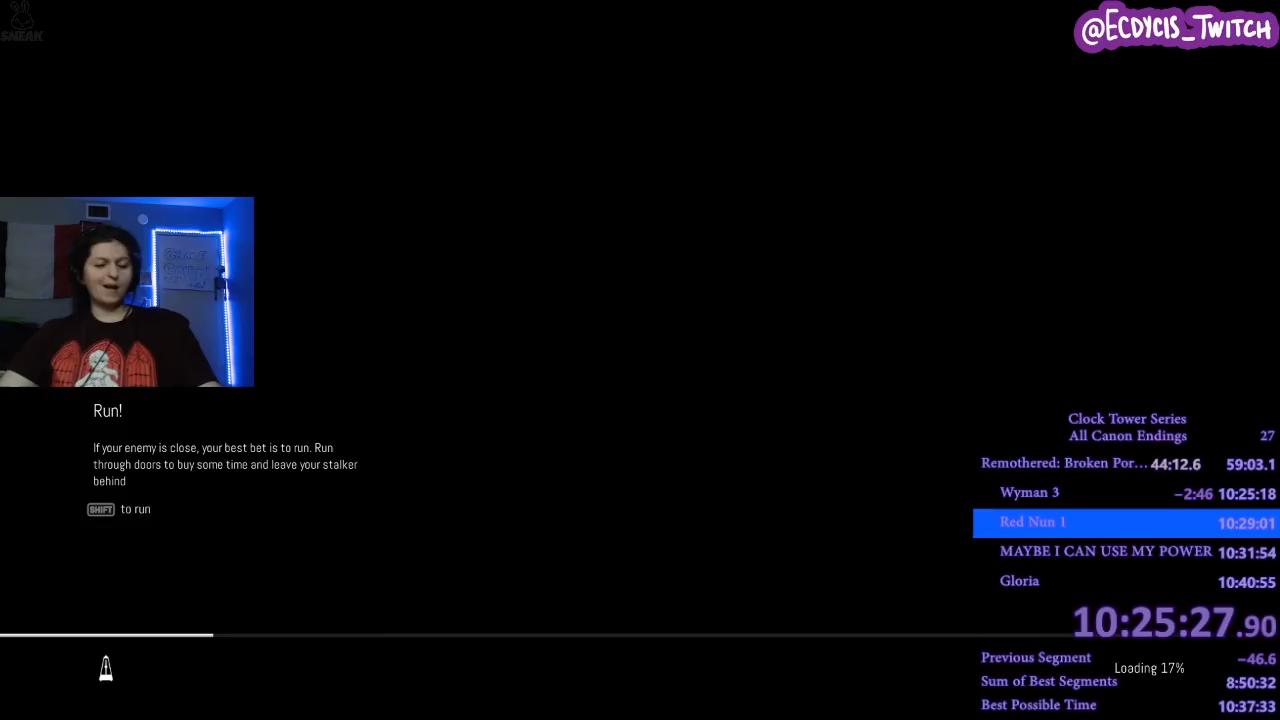 SNEAK
@ECDYCIS_TWITCH
Run!
If your enemy is close, your best bet is to run. Run
through doors to buy some time and leave your stalker
behind
SHIFT to run
Clock Tower Series
All Canon Endings 27
Remothered: Broken Por... 44:12.6 59:03.1
Wyman 3 −2:46 10:25:18
Red Nun 1 10:29:01
MAYBE I CAN USE MY POWER 10:31:54
Gloria 10:40:55
10:25:27.90
Previous Segment −46.6
Loading 17%
Sum of Best Segments 8:50:32
Best Possible Time 10:37:33